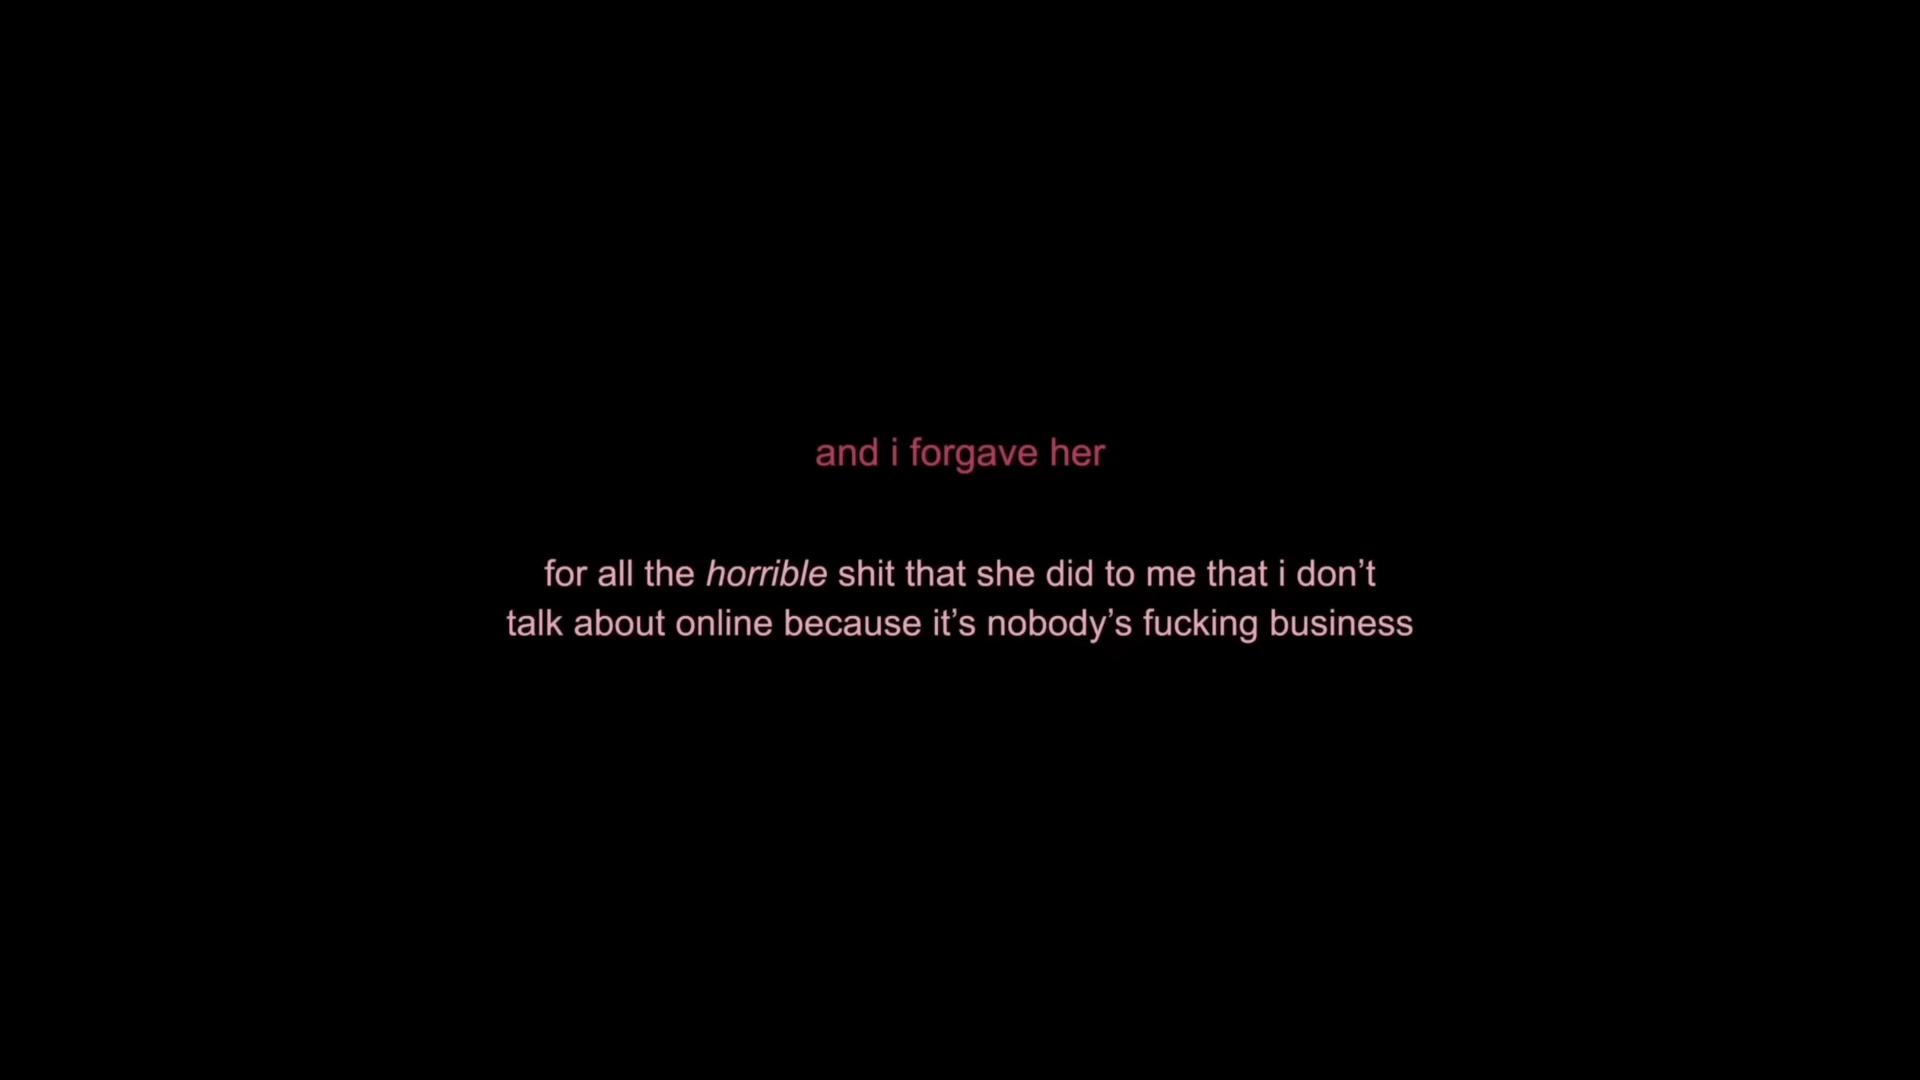 and i forgave her
for all the horrible shit that she did to me that i don’t
talk about online because it’s nobody’s fucking business